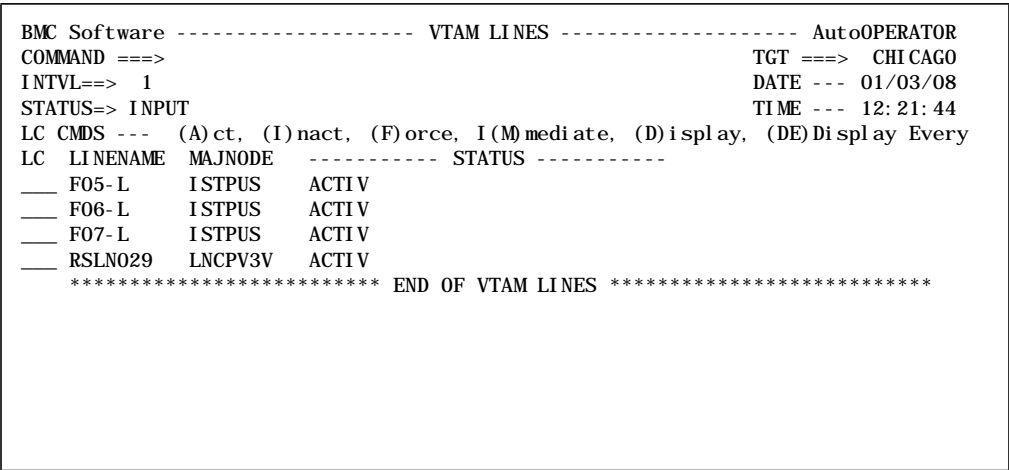 BMC Software -------------------- VTAM LINES -------------------- AutoOPERATOR
COMMAND ===>                                                 TGT ===>  CHICAGO
INTVL==>  1                                                  DATE --- 01/03/08
STATUS=> INPUT                                               TIME --- 12:21:44
LC CMDS ---  (A)ct, (I)nact, (F)orce, I(M)mediate, (D)isplay, (DE)Display Every
LC  LINENAME  MAJNODE   ----------- STATUS -----------
___ F05-L     ISTPUS    ACTIV
___ F06-L     ISTPUS    ACTIV
___ F07-L     ISTPUS    ACTIV
___ RSLN029   LNCPV3V   ACTIV
    ************************** END OF VTAM LINES ***************************